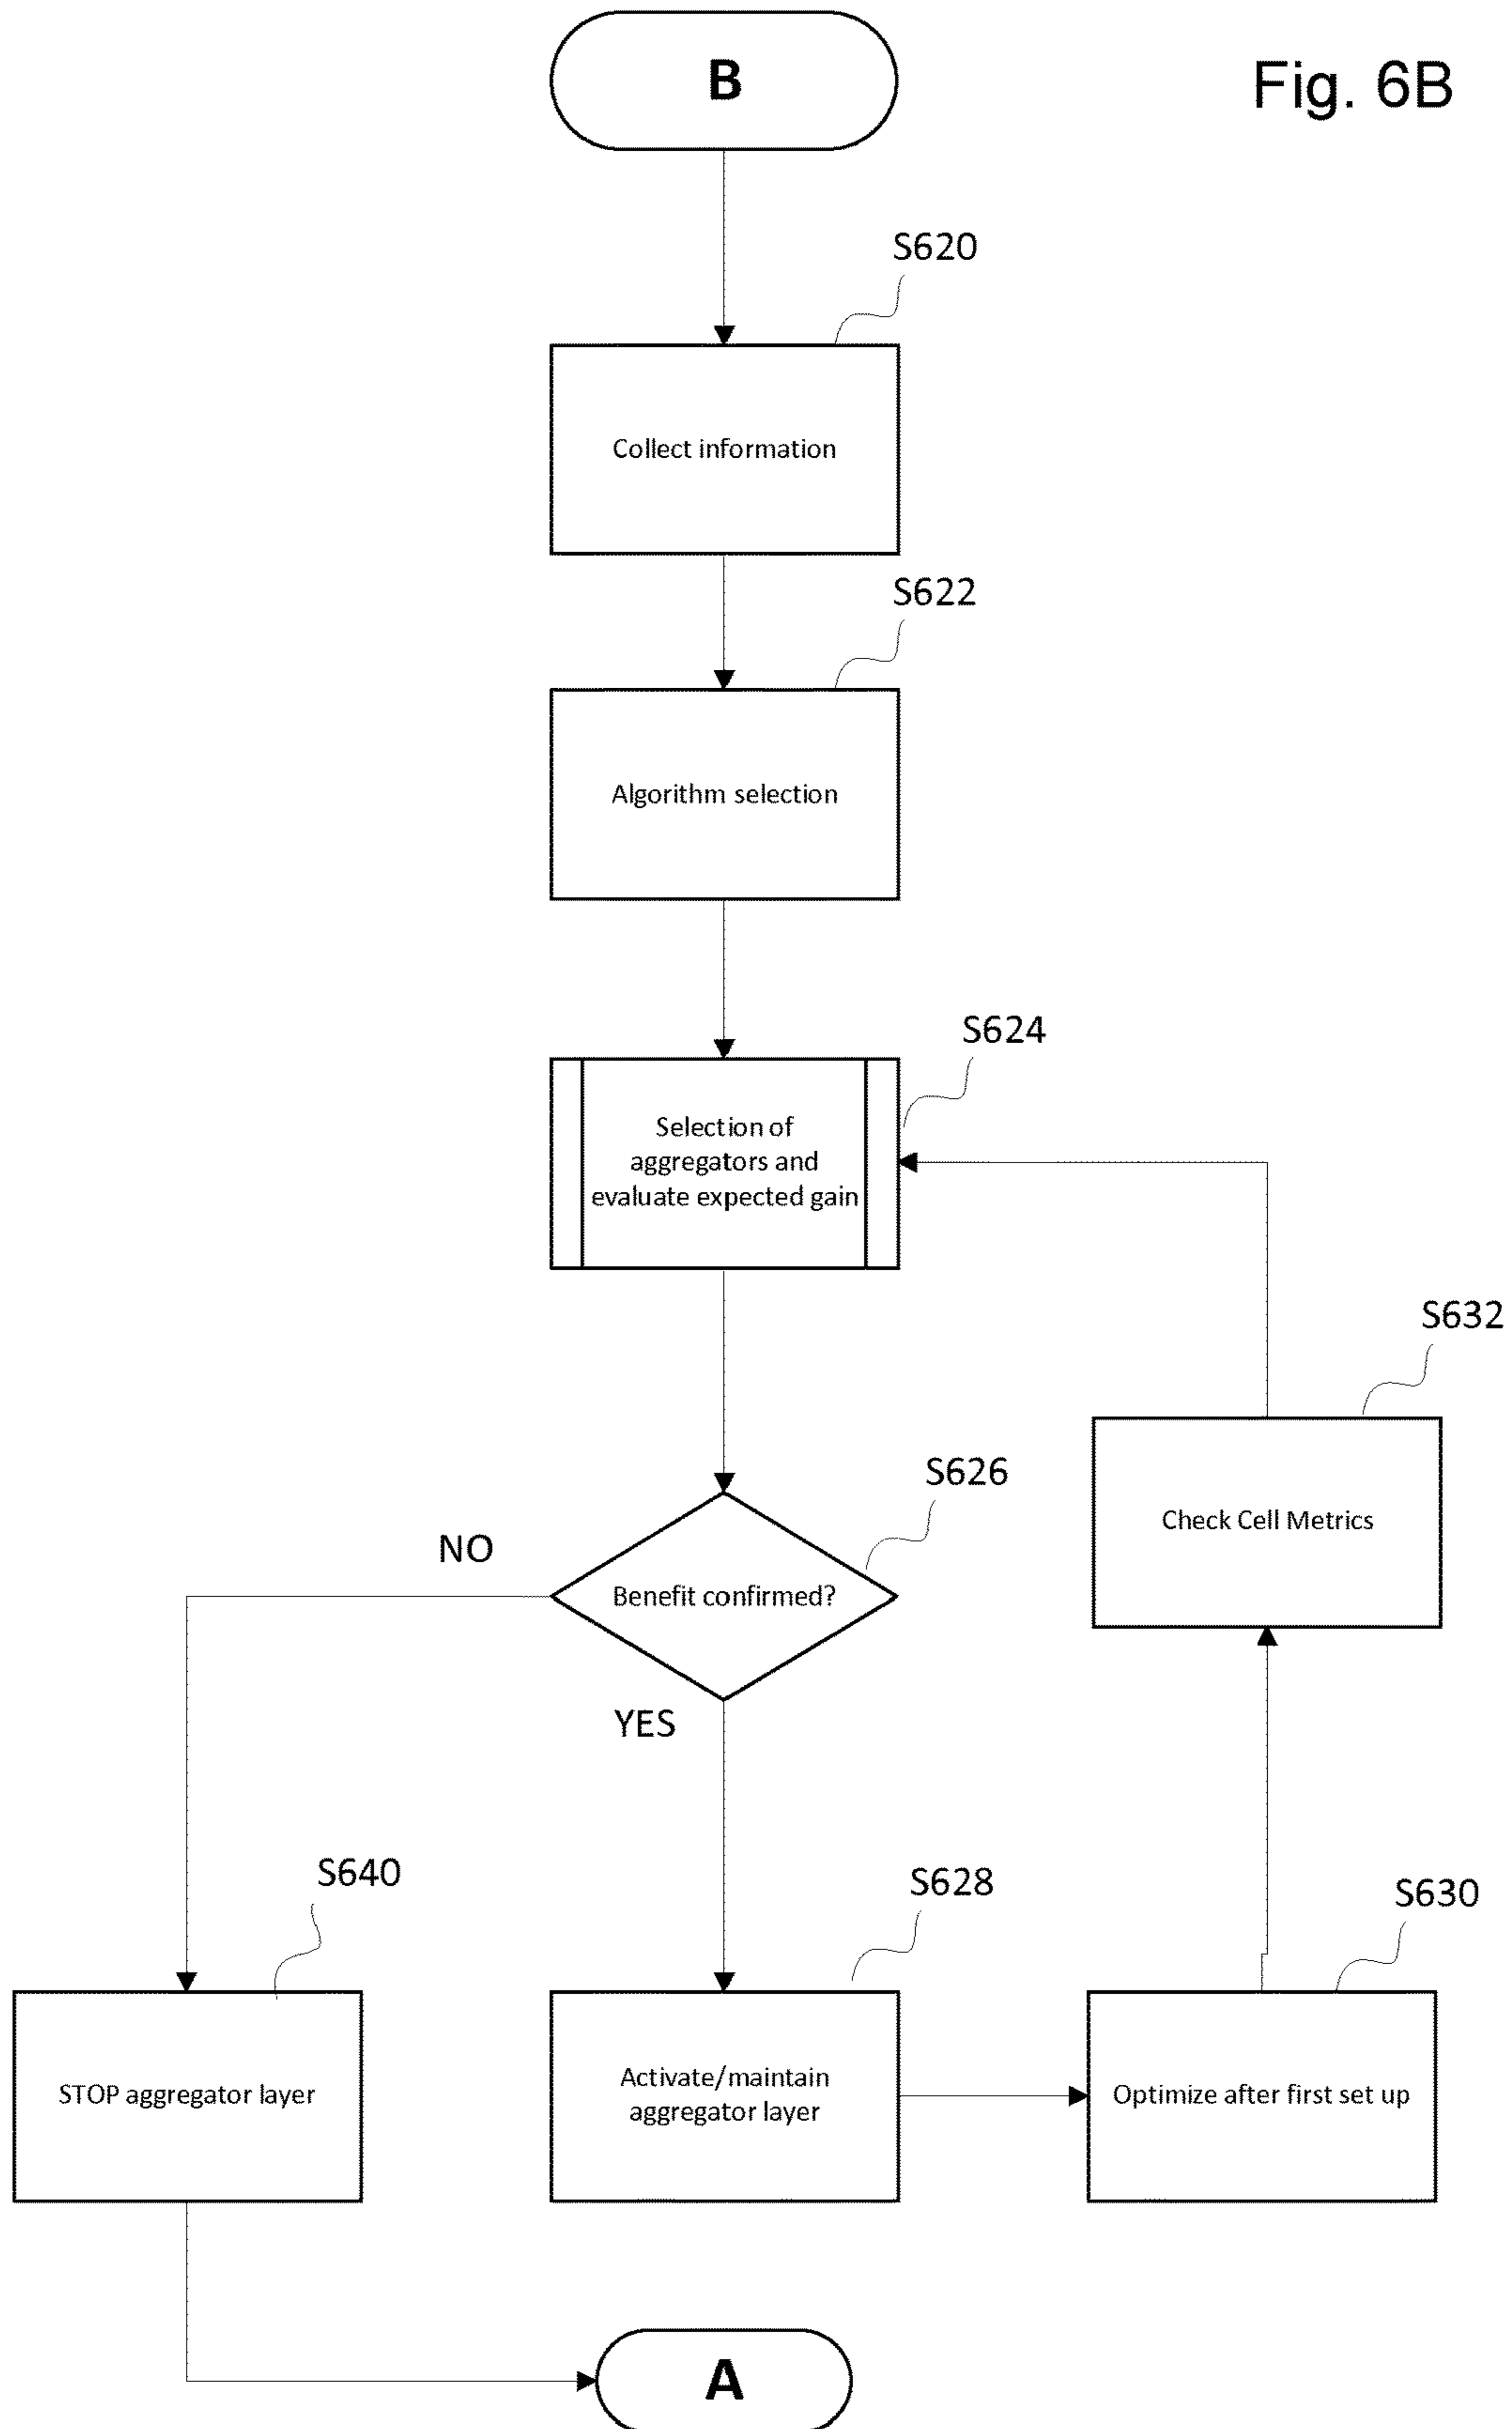 B
Fig. 6B
S620
Collect information
S622
Algorithm selection
S624
Selection of
aggregators and
evaluate expected gain
S632
Check Cell Metrics
S626
NO
Benefit confirmed?
YES
S640
S628
S630
STOP aggregator layer
Activate/maintain
aggregator layer
Optimize after first set up
A